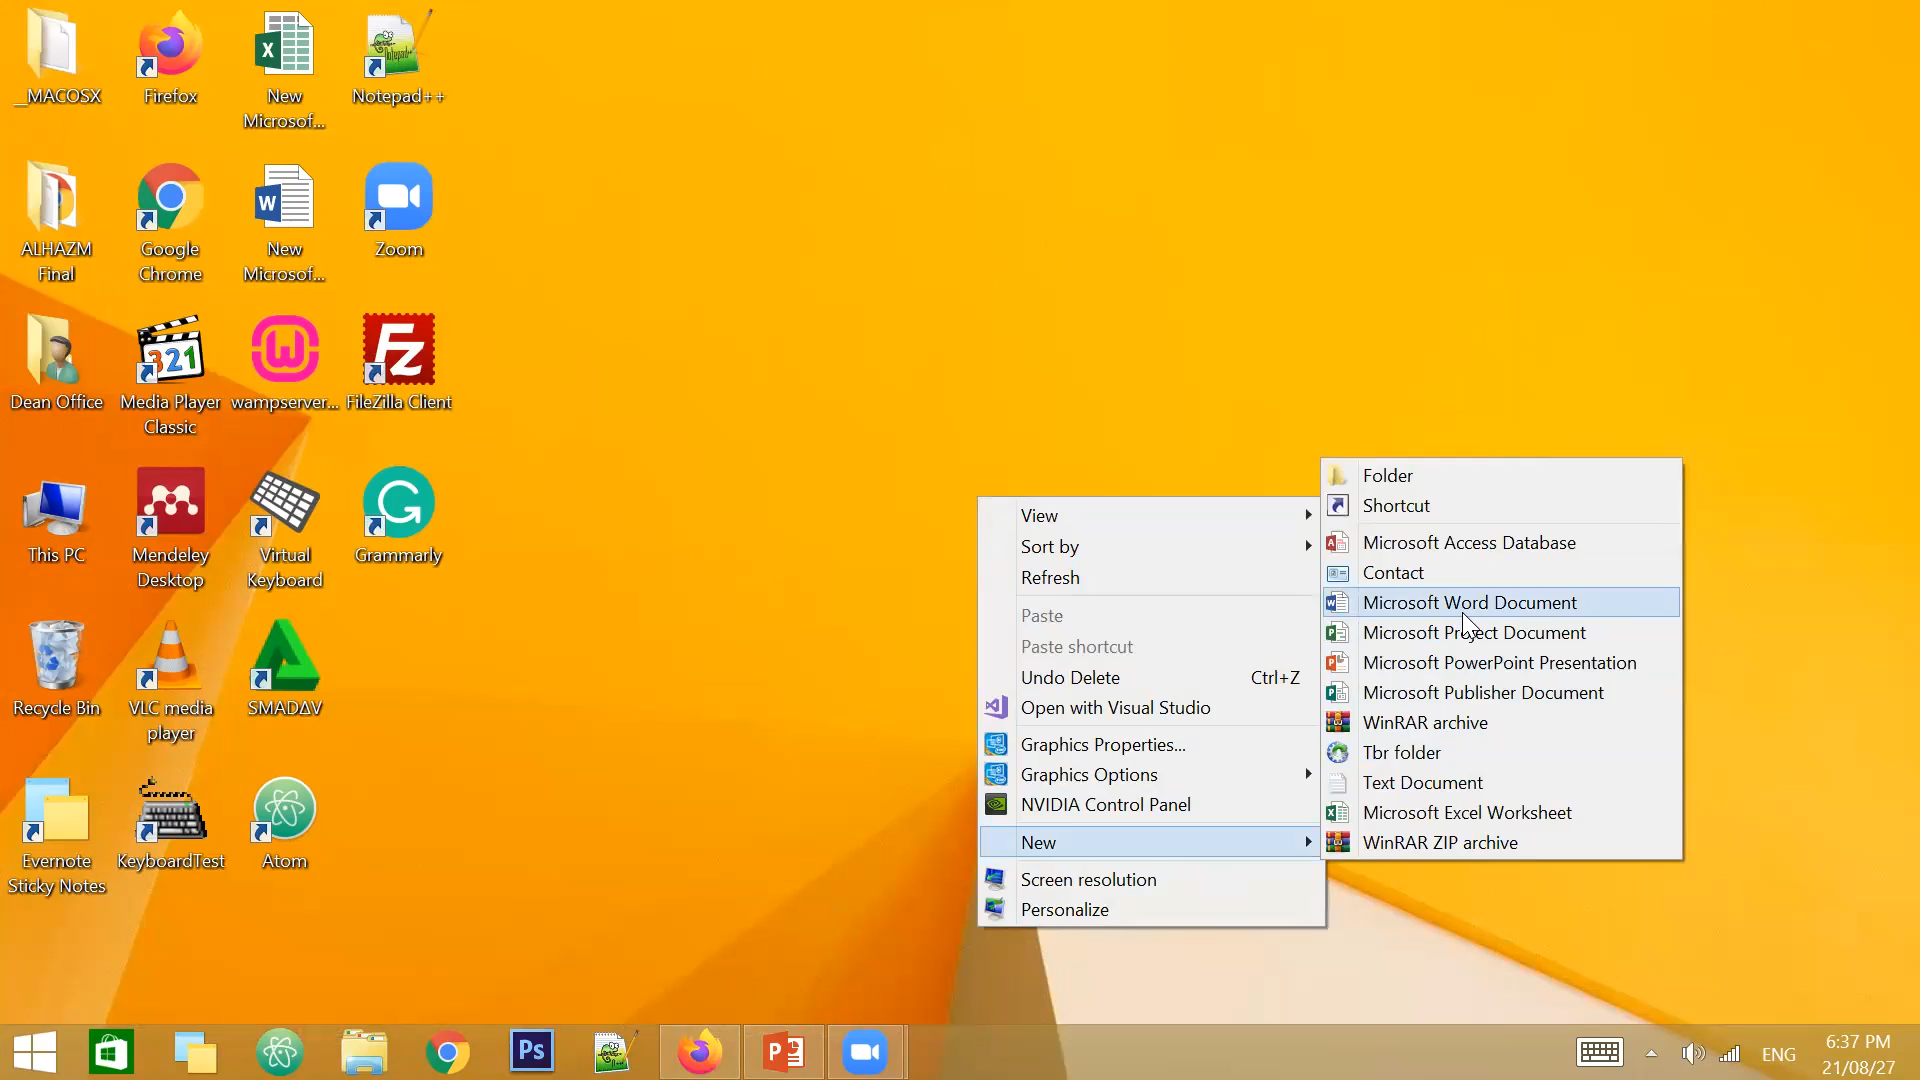 __MACOSX
Firefox
New
Microsof...
Notepad++
ALHAZM
Final
Google
Chrome
New
Microsof...
Zoom
Dean Office
321
Media Player
Classic
wampserver...
FileZilla Client
This PC
Mendeley
Desktop
Virtual
Keyboard
Grammarly
Recycle Bin
VLC media
player
SMADΔV
Evernote
Sticky Notes
KeyboardTest
Atom
View
Sort by
Refresh
Paste
Paste shortcut
Undo Delete Ctrl+Z
Open with Visual Studio
Graphics Properties...
Graphics Options
NVIDIA Control Panel
New
Screen resolution
Personalize
Folder
Shortcut
Microsoft Access Database
Contact
Microsoft Word Document
Microsoft Project Document
Microsoft PowerPoint Presentation
Microsoft Publisher Document
WinRAR archive
Tbr folder
Text Document
Microsoft Excel Worksheet
WinRAR ZIP archive
Ps
ENG
6:37 PM
21/08/27